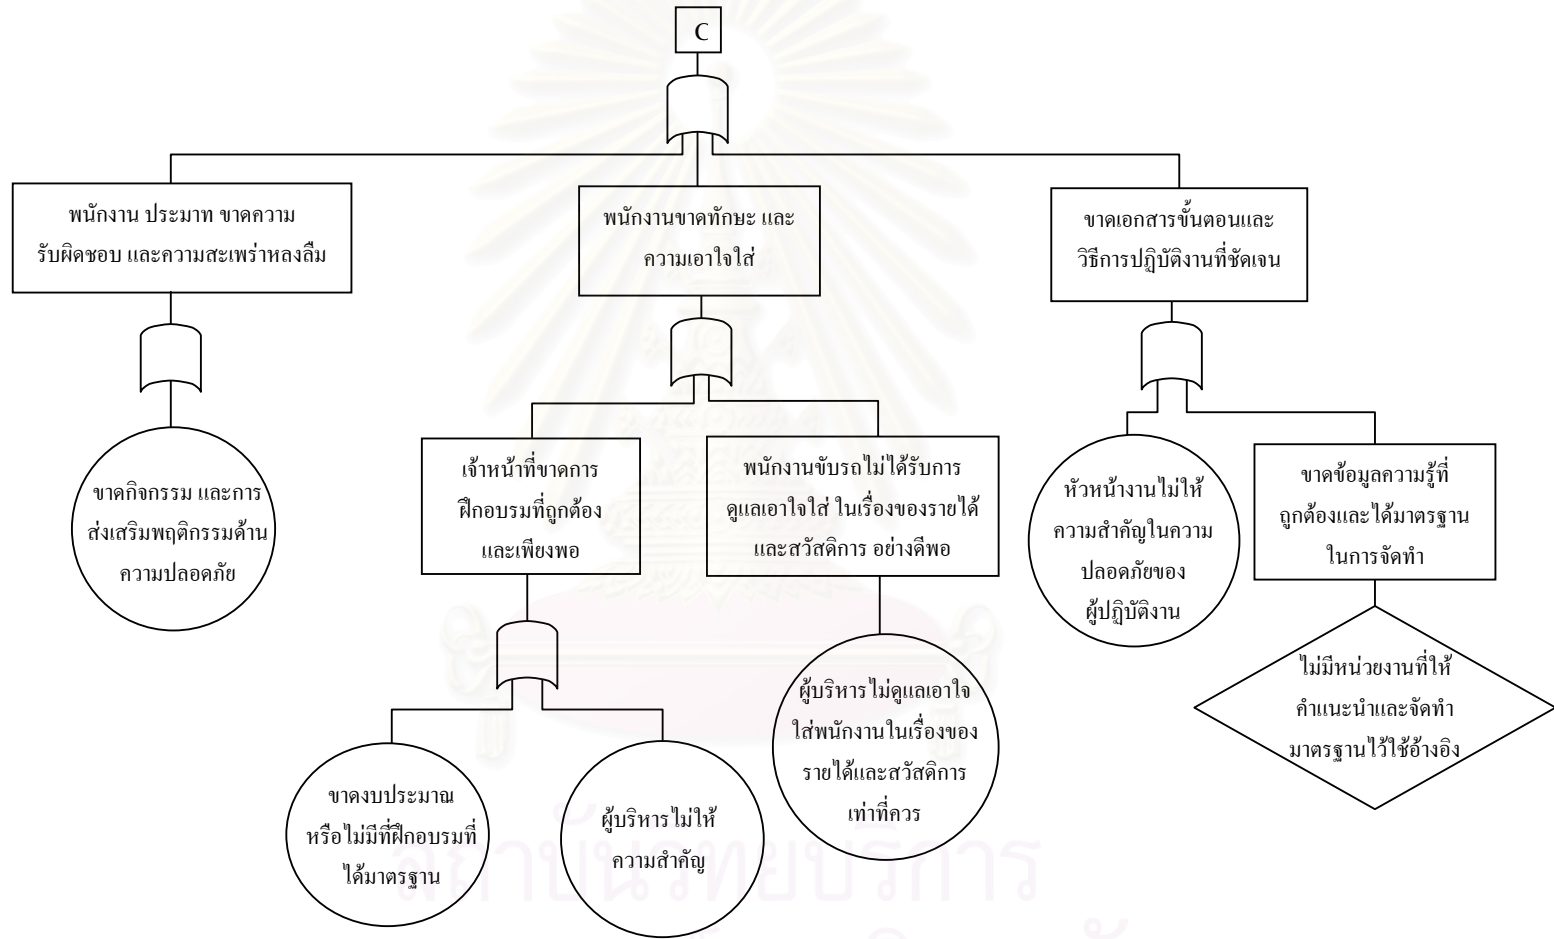 C
พนักงาน ประมาท ขาดความ
รับผิดชอบ และความสะเพร่าหลงลืม
พนักงานขาดทักษะ และ
ความเอาใจใส่
ขาดเอกสารขั้นตอนและ
วิธีการปฏิบัติงานที่ชัดเจน
ขาดกิจกรรม และการ
ส่งเสริมพฤติกรรมด้าน
ความปลอดภัย
เจ้าหน้าที่ขาดการ
ฝึกอบรมที่ถูกต้อง
และเพียงพอ
พนักงานขับรถไม่ได้รับการ
ดูแลเอาใจใส่ ในเรื่องของรายได้
และสวัสดิการ อย่างดีพอ
หัวหน้างานไม่ให้
ความสำคัญในความ
ปลอดภัยของ
ผู้ปฏิบัติงาน
ขาดข้อมูลความรู้ที่
ถูกต้องและได้มาตรฐาน
ในการจัดทำ
ขาดงบประมาณ
หรือไม่มีที่ฝึกอบรมที่
ได้มาตรฐาน
ผู้บริหารไม่ให้
ความสำคัญ
ผู้บริหารไม่ดูแลเอาใจ
ใส่พนักงานในเรื่องของ
รายได้และสวัสดิการ
เท่าที่ควร
ไม่มีหน่วยงานที่ให้
คำแนะนำและจัดทำ
มาตรฐานไว้ใช้อ้างอิง
สถาบันวิทยบริการ